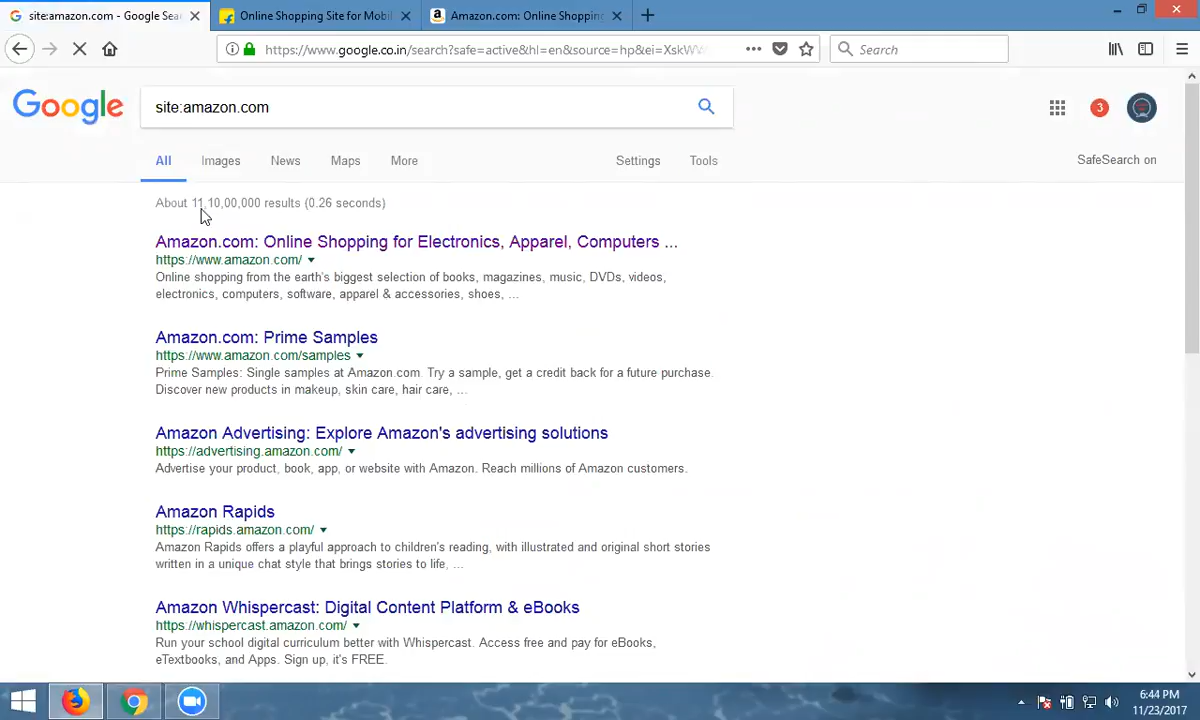 site:amazon.com - Google Sea
Online Shopping Site for Mobil
Amazon.com: Online Shopping
https://www.google.co.in/search?safe=active&hl=en&source=hp&ei=XskW
Search
Google
site:amazon.com
3
All
Images
News
Maps
More
Settings
Tools
SafeSearch on
About 11,10,00,000 results (0.26 seconds)
Amazon.com: Online Shopping for Electronics, Apparel, Computers ...
https://www.amazon.com/
Online shopping from the earth's biggest selection of books, magazines, music, DVDs, videos,
electronics, computers, software, apparel & accessories, shoes, ...
Amazon.com: Prime Samples
https://www.amazon.com/samples
Prime Samples: Single samples at Amazon.com. Try a sample, get a credit back for a future purchase.
Discover new products in makeup, skin care, hair care, ...
Amazon Advertising: Explore Amazon's advertising solutions
https://advertising.amazon.com/
Advertise your product, book, app, or website with Amazon. Reach millions of Amazon customers.
Amazon Rapids
https://rapids.amazon.com/
Amazon Rapids offers a playful approach to children's reading, with illustrated and original short stories
written in a unique chat style that brings stories to life, ...
Amazon Whispercast: Digital Content Platform & eBooks
https://whispercast.amazon.com/
Run your school digital curriculum better with Whispercast. Access free and pay for eBooks,
eTextbooks, and Apps. Sign up, it's FREE.
6:44 PM
11/23/2017